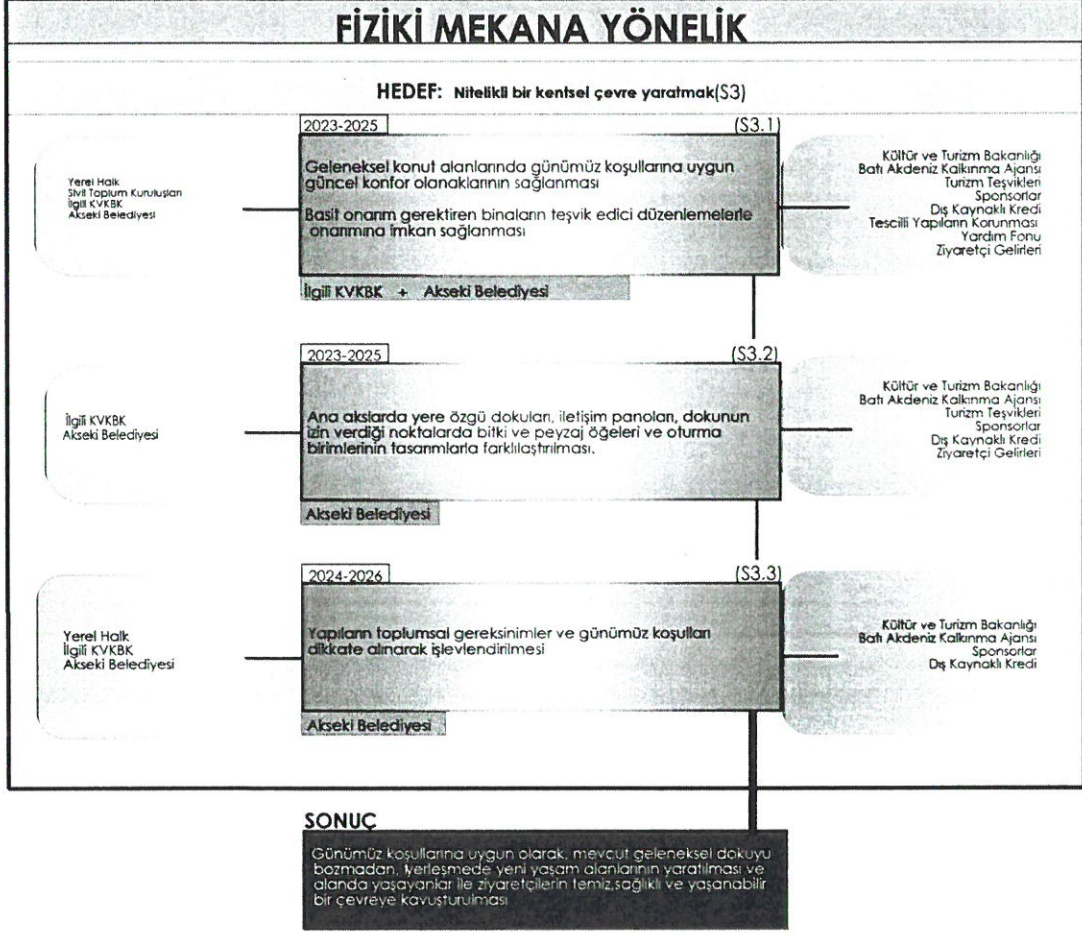 FİZİKİ MEKANA YÖNELİK
HEDEF: Nitelikli bir kentsel çevre yaratmak(S3)
2023-2025
(S3.1)
Yerel Halk
Sivil Toplum Kuruluşları
İlgili KVKBK
Akseki Belediyesi
Geleneksel konut alanlarında günümüz koşullarına uygun
güncel konfor olanaklarının sağlanması
Basit onarım gerektiren binaların teşvik edici düzenlemelerle
onarımına imkan sağlanması
İlgili KVKBK + Akseki Belediyesi
Kültür ve Turizm Bakanlığı
Batı Akdeniz Kalkınma Ajansı
Turizm Teşvikleri
Sponsorlar
Dış Kaynaklı Kredi
Tescilli Yapıların Korunması
Yardım Fonu
Ziyaretçi Gelirleri
2023-2025
(S3.2)
İlgili KVKBK
Akseki Belediyesi
Ana akslarda yere özgü dokuları, iletişim panoları, dokunun
izin verdiği noktalarda bitki ve peyzaj öğeleri ve oturma
birimlerinin tasarımlarla farklılaştırılması.
Akseki Belediyesi
Kültür ve Turizm Bakanlığı
Batı Akdeniz Kalkınma Ajansı
Turizm Teşvikleri
Sponsorlar
Dış Kaynaklı Kredi
Ziyaretçi Gelirleri
2024-2026
(S3.3)
Yerel Halk
İlgili KVKBK
Akseki Belediyesi
Yapıların toplumsal gereksinimler ve günümüz koşulları
dikkate alınarak işlevlendirilmesi
Akseki Belediyesi
Kültür ve Turizm Bakanlığı
Batı Akdeniz Kalkınma Ajansı
Sponsorlar
Dış Kaynaklı Kredi
SONUÇ
Günümüz koşullarına uygun olarak, mevcut geleneksel dokuyu
bozmadan, yerleşmede yeni yaşam alanlarının yaratılması ve
alanda yaşayanlar ile ziyaretçilerin temiz,sağlıklı ve yaşanabilir
bir çevreye kavuşturulması